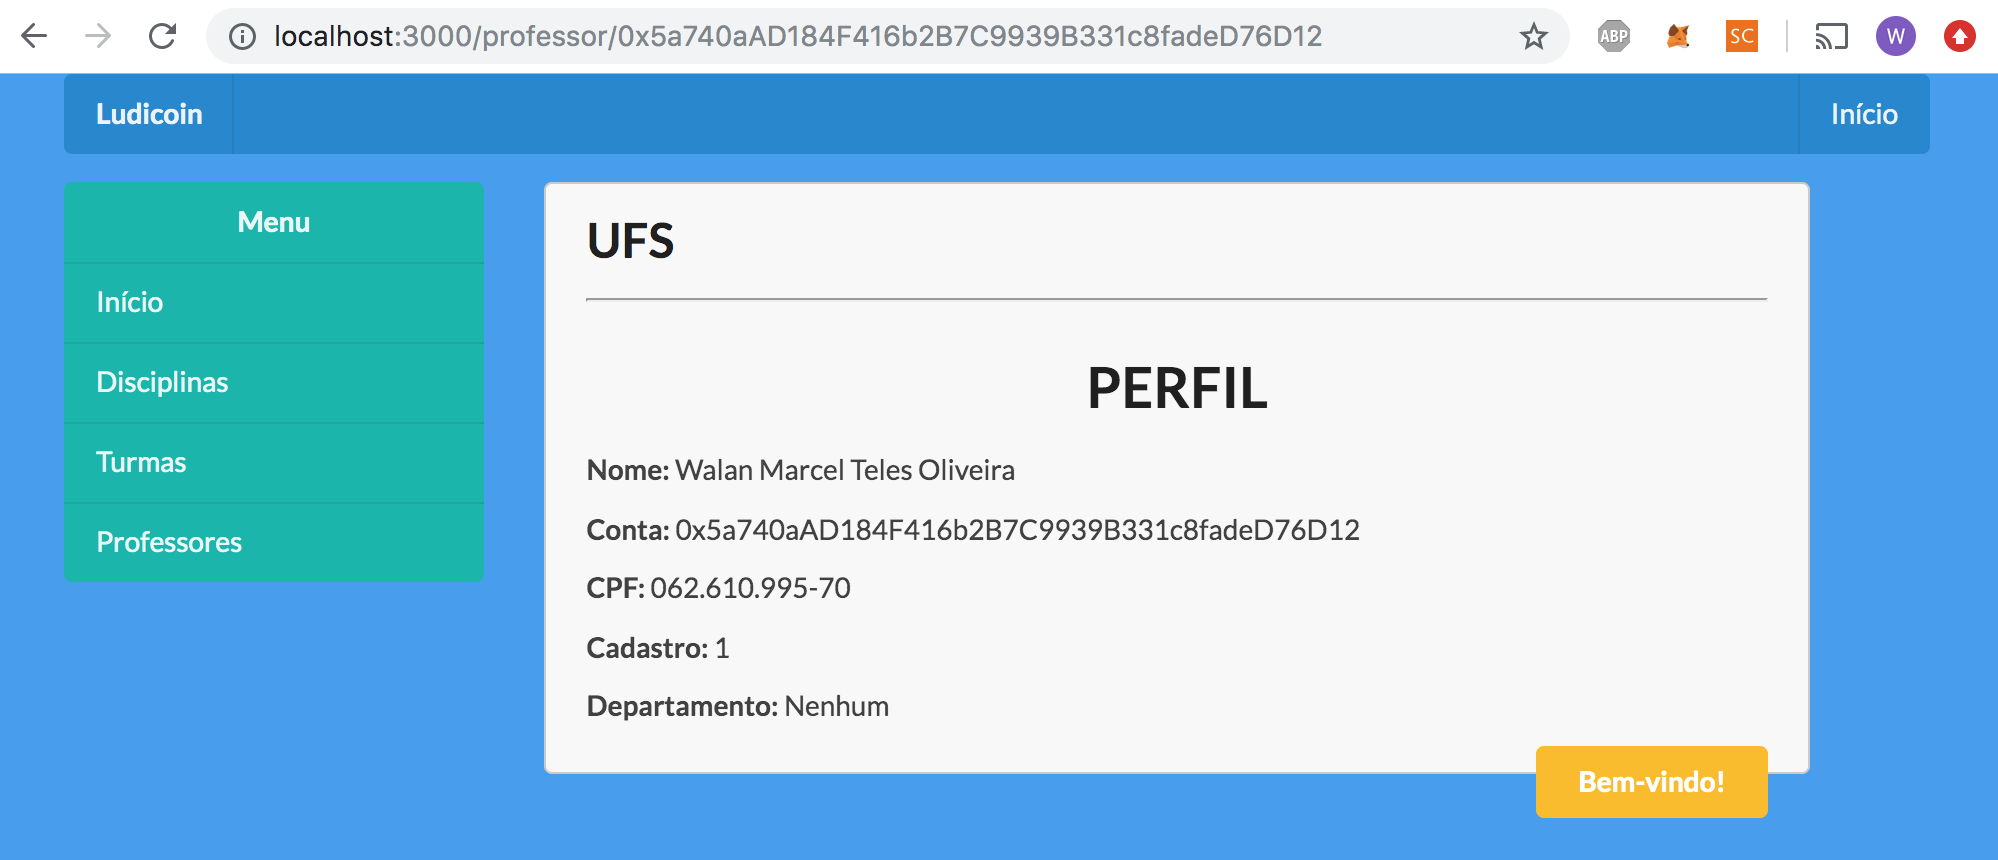 localhost:3000/professor/0x5a740aAD184F416b2B7C9939B331c8fadeD76D12
ABP
SC
W
Ludicoin
Início
Menu
Início
Disciplinas
Turmas
Professores
UFS
PERFIL
Nome: Walan Marcel Teles Oliveira
Conta: 0x5a740aAD184F416b2B7C9939B331c8fadeD76D12
CPF: 062.610.995-70
Cadastro: 1
Departamento: Nenhum
Bem-vindo!